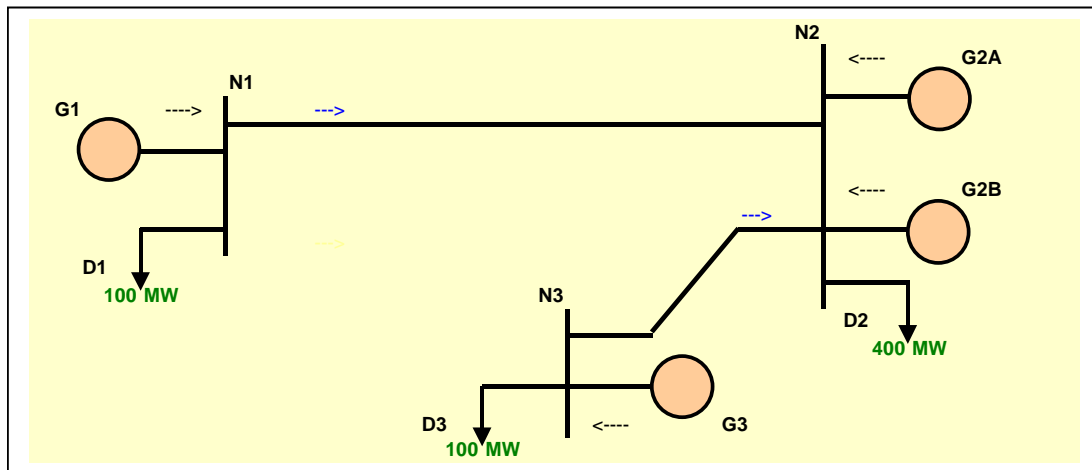 N2
G2A
<----
N1
G1
---->
--->
G2B
<----
--->
--->
D1
100 MW
N3
D2
400 MW
D3
<----
G3
100 MW